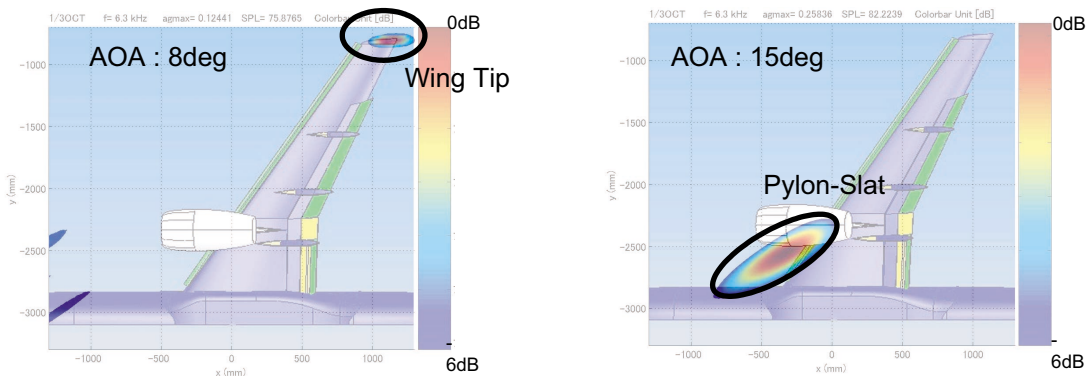 1/3OCT f= 6.3 kHz agmax= 0.12441 SPL= 75.8765 Colorbar Unit [dB]
0dB
AOA : 8deg
Wing Tip
-1000
-1500
-2000
-2500
-3000
y (mm)
-1000 -500 0 500 1000
x (mm)
-
6dB
1/3OCT f= 6.3 kHz agmax= 0.25836 SPL= 82.2239 Colorbar Unit [dB]
0dB
AOA : 15deg
Pylon-Slat
-1000
-1500
-2000
-2500
-3000
y (mm)
-1000 -500 0 500 1000
x (mm)
-
6dB